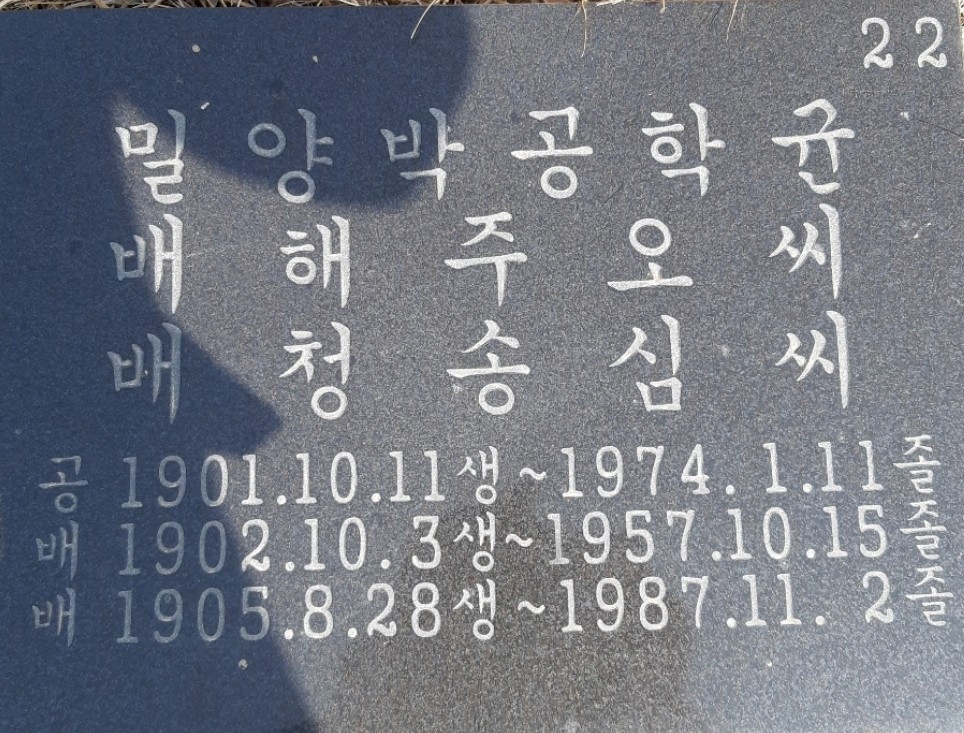 22
밀양박공학균
배해주오씨
배청송심씨
공 1901.10.11생~1974. 1.11졸
배 1902.10. 3생~1957.10.15졸
배 1905.8.28생~1987.11. 2졸